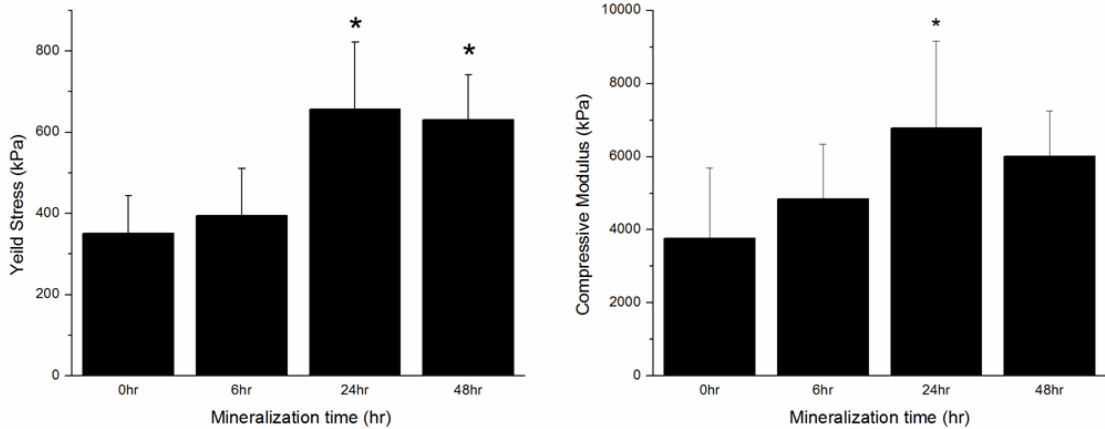 *
*
800
600
400
200
0
Yeild Stress (kPa)
0hr 6hr 24hr 48hr
Mineralization time (hr)
*
10000
8000
6000
4000
2000
0
Compressive Modulus (kPa)
0hr 6hr 24hr 48hr
Mineralization time (hr)